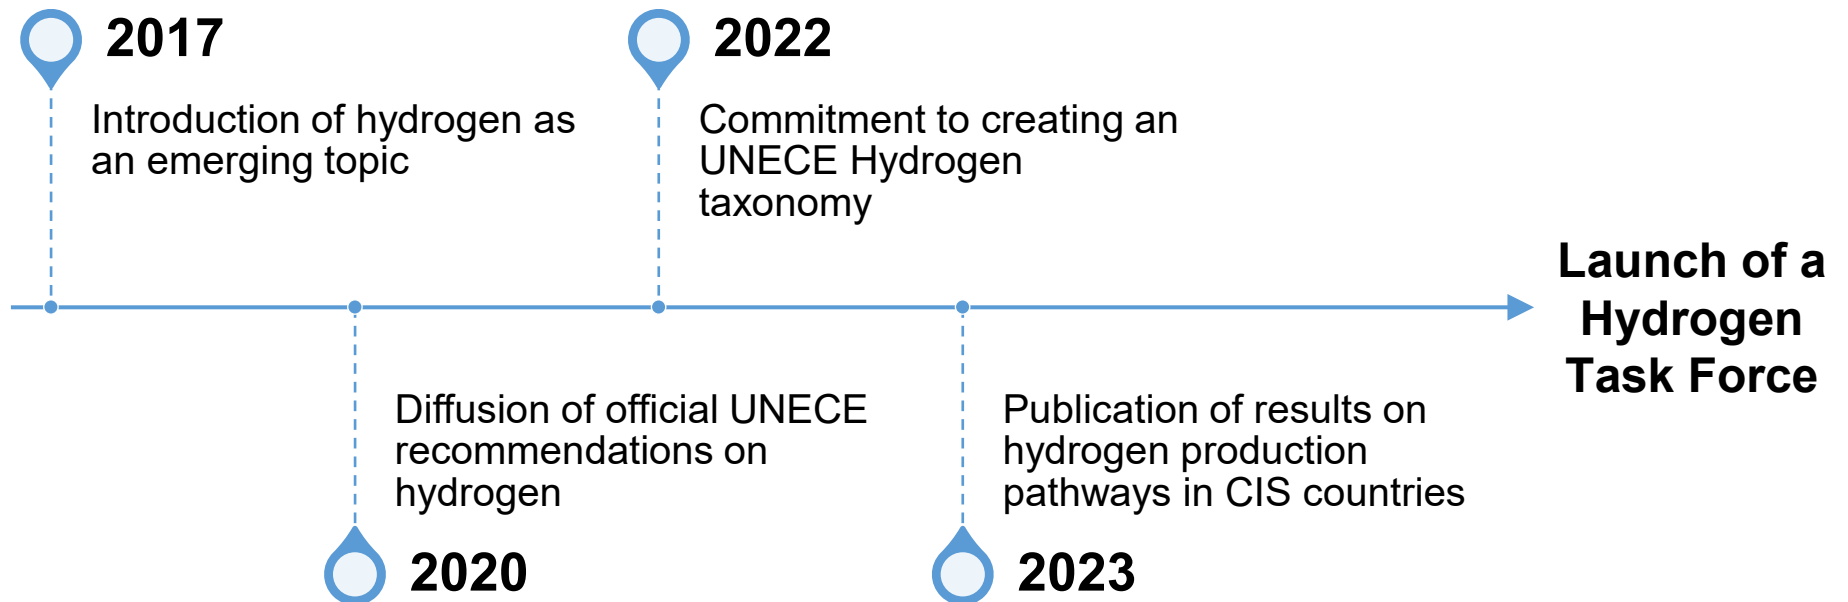 2017
Introduction of hydrogen as
an emerging topic
2022
Commitment to creating an
UNECE Hydrogen
taxonomy
Launch of a
Hydrogen
Task Force
Diffusion of official UNECE
recommendations on
hydrogen
2020
Publication of results on
hydrogen production
pathways in CIS countries
2023